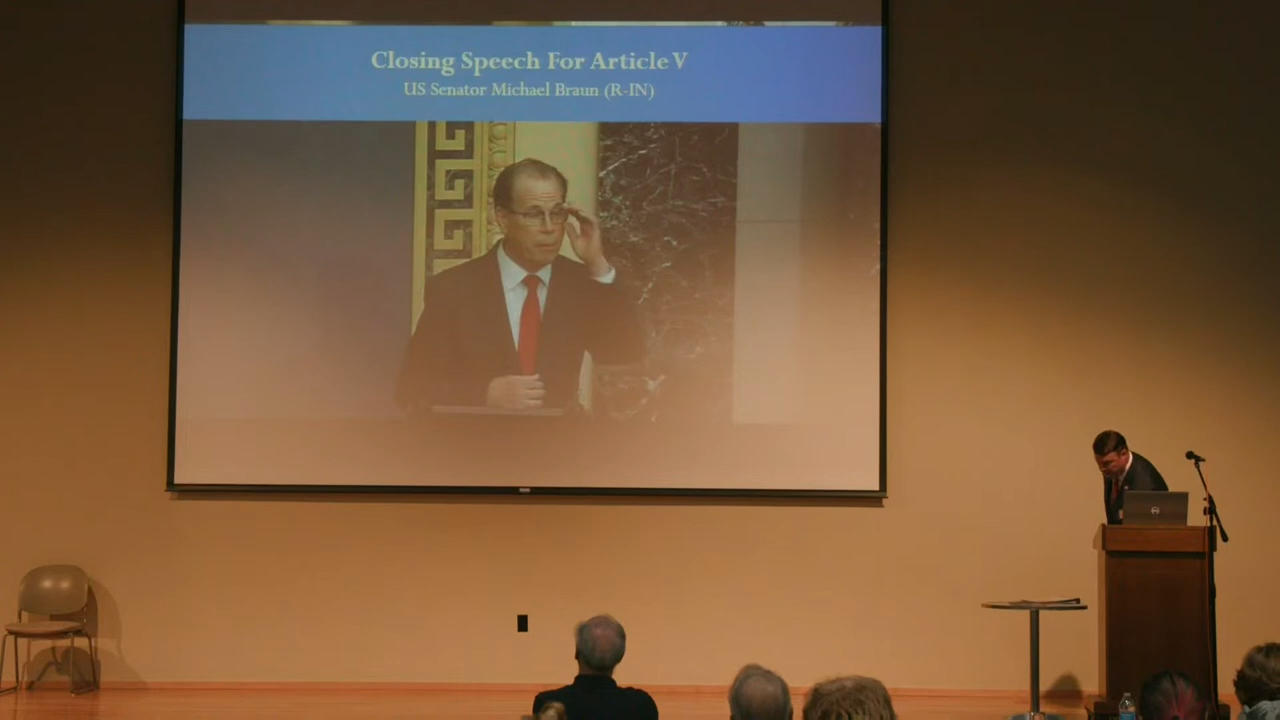 Closing Speech For Article V
US Senator Michael Braun (R-IN)